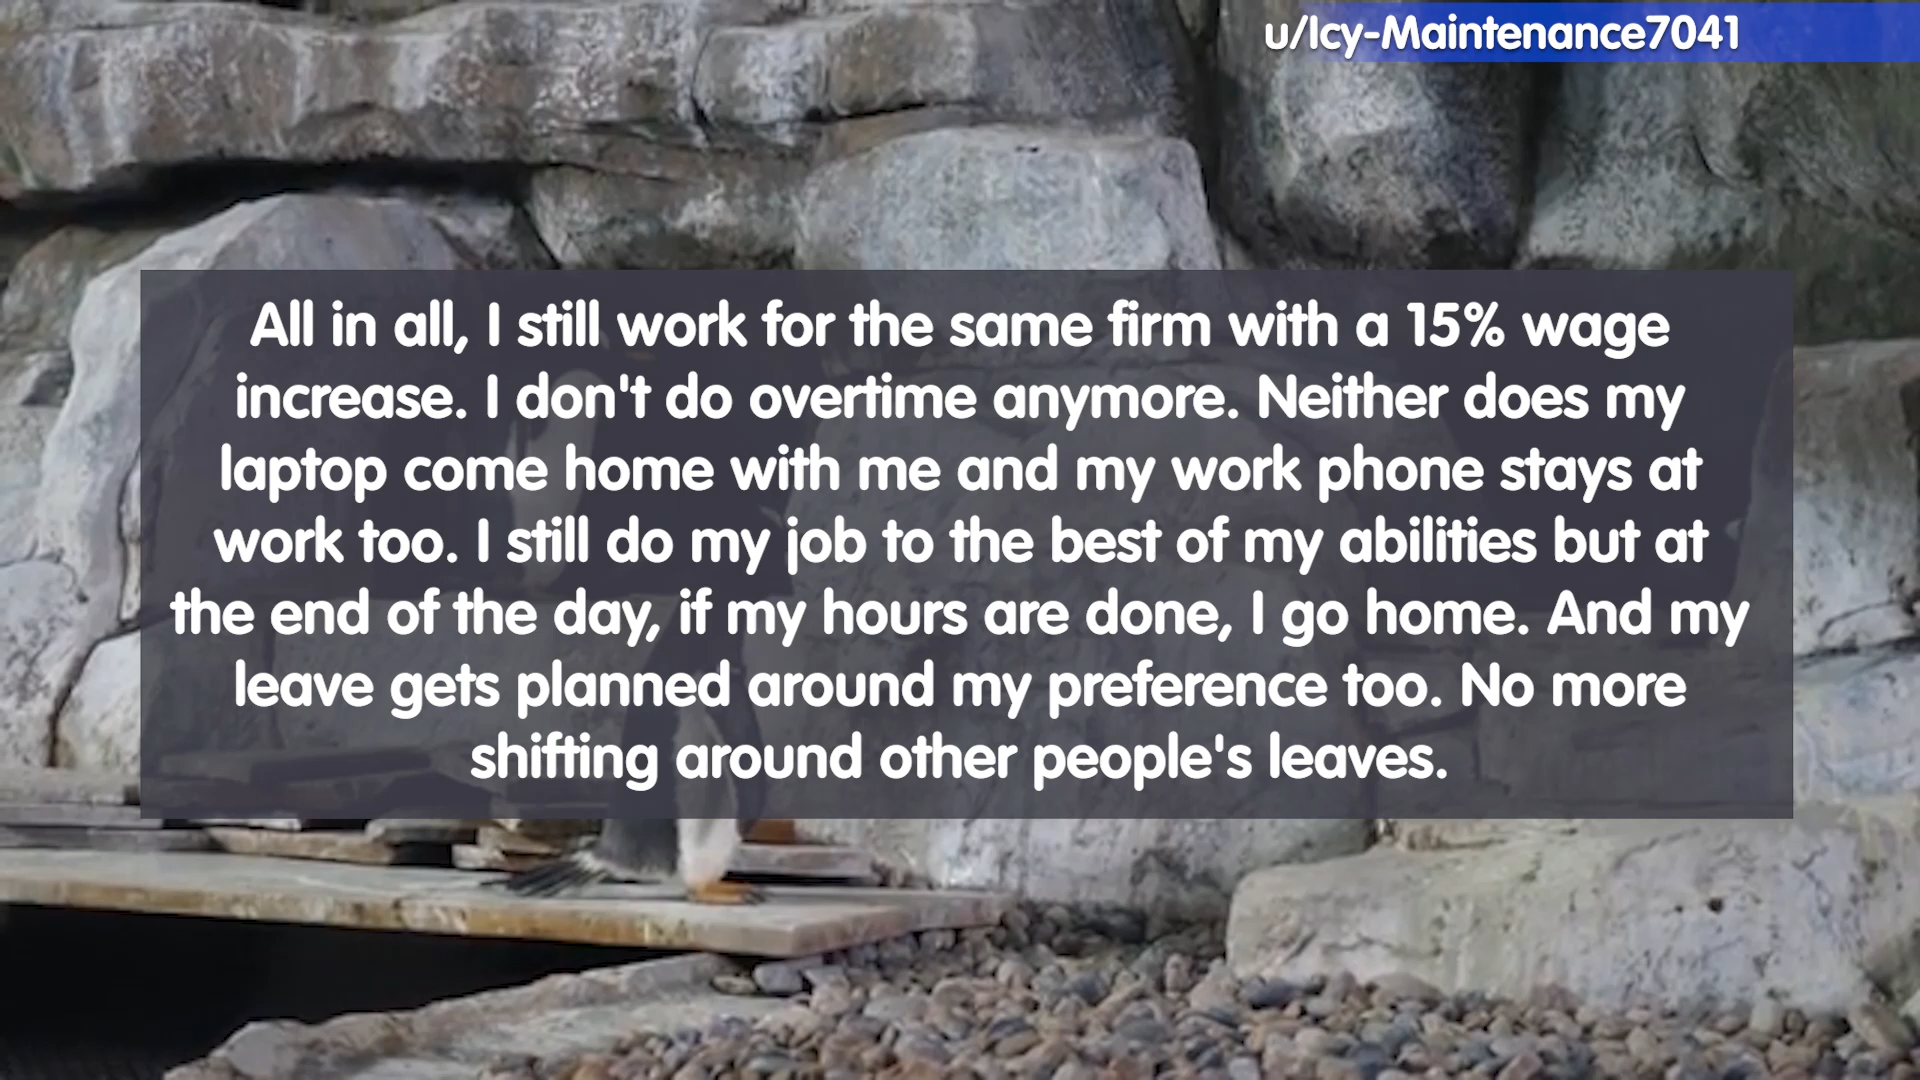 u/Icy-Maintenance7041
All in all, I still work for the same firm with a 15% wage
increase. I don't do overtime anymore. Neither does my
laptop come home with me and my work phone stays at
work too. I still do my job to the best of my abilities but at
the end of the day, if my hours are done, I go home. And my
leave gets planned around my preference too. No more
shifting around other people's leaves.